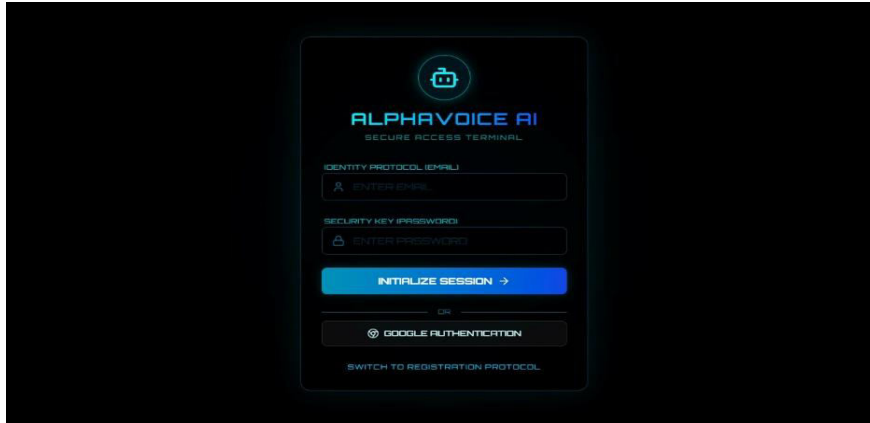 ALPHAVOICE AI
SECURE ACCESS TERMINAL
IDENTITY PROTOCOL (EMAIL)
ENTER EMAIL
SECURITY KEY (PASSWORD)
ENTER PASSWORD
INITIALIZE SESSION →
OR
GOOGLE AUTHENTICATION
SWITCH TO REGISTRATION PROTOCOL